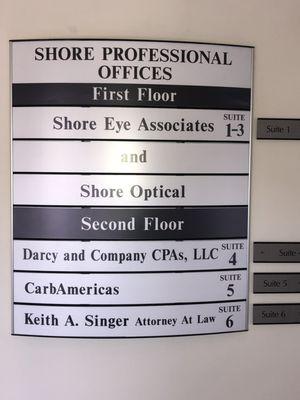 SHORE PROFESSIONAL
OFFICES
First Floor
Shore Eye Associates SUITE 1-3
Suite 1
and
Shore Optical
Second Floor
Darcy and Company CPAs, LLC SUITE 4
Suite 4
CarbAmericas SUITE 5
Suite 5
Keith A. Singer Attorney At Law SUITE 6
Suite 6